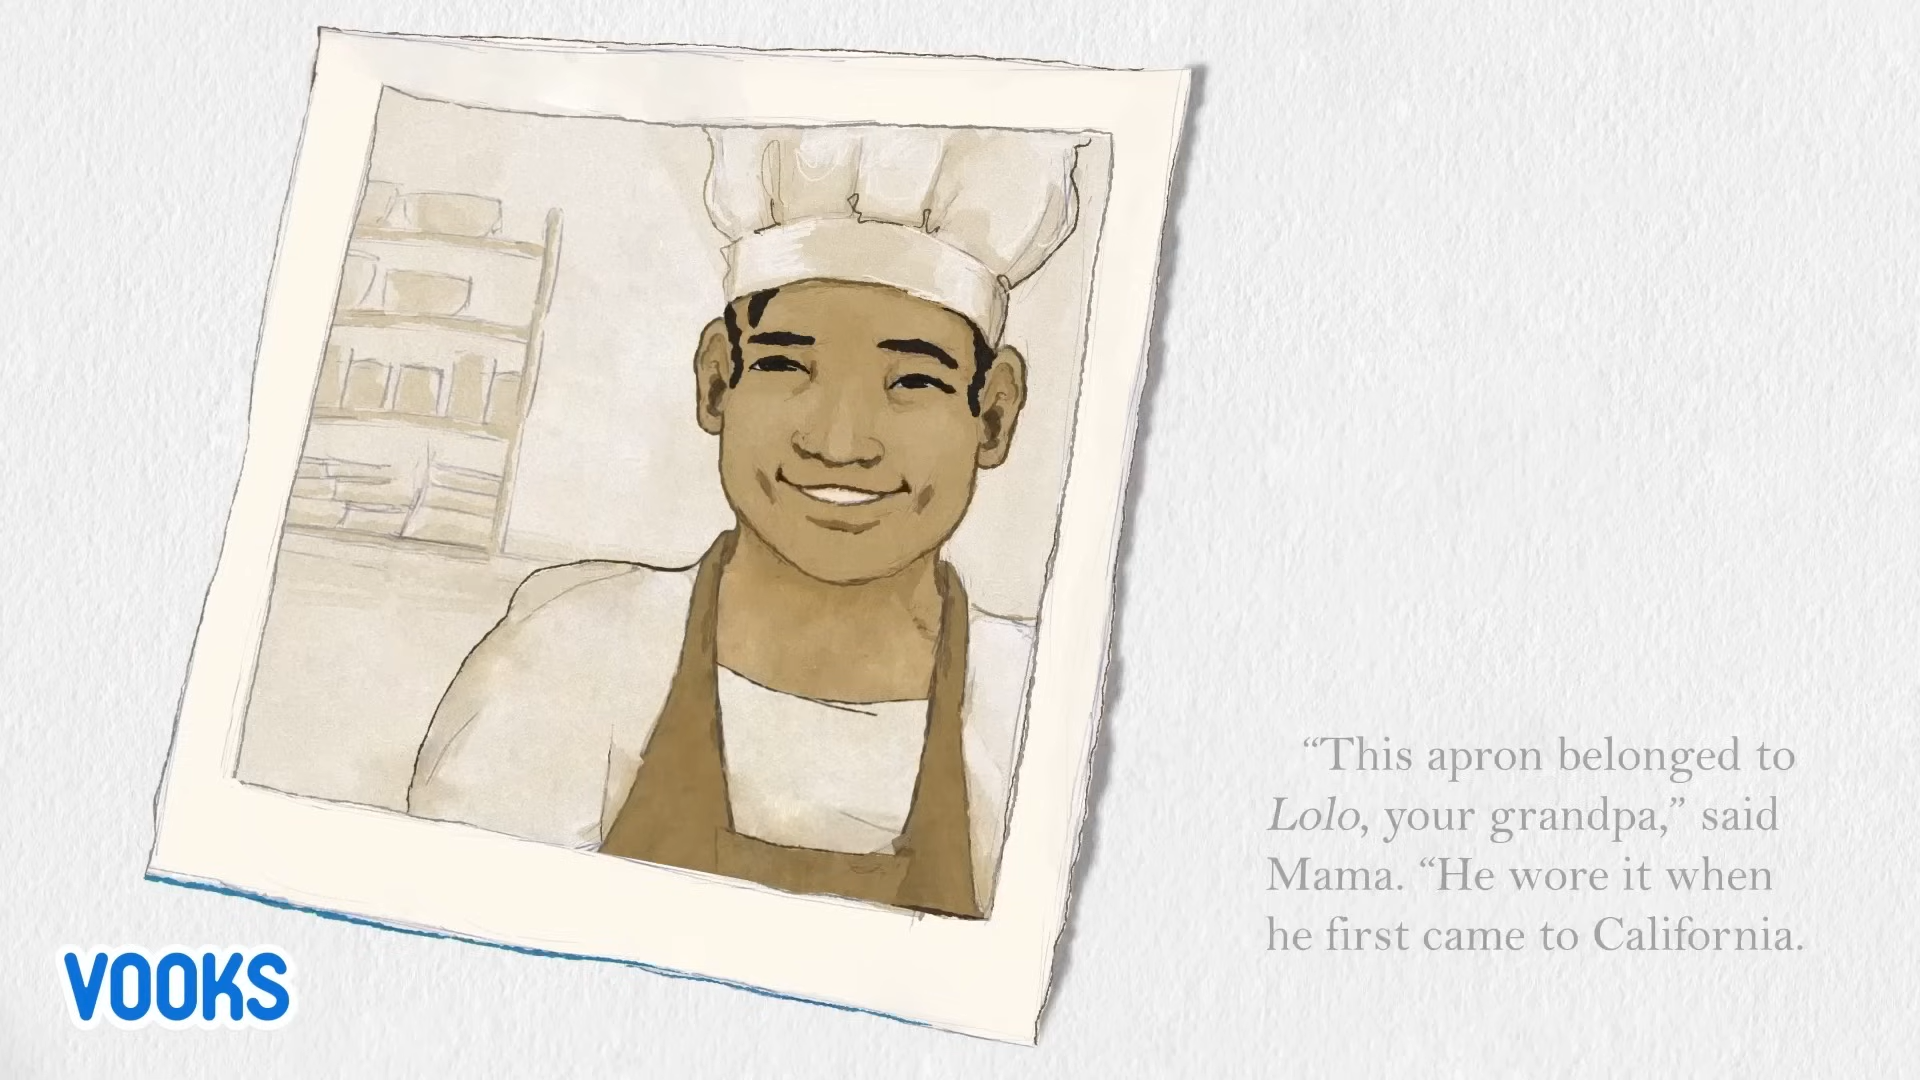 “This apron belonged to
Lolo, your grandpa,” said
Mama. “He wore it when
he first came to California.
VOOKS